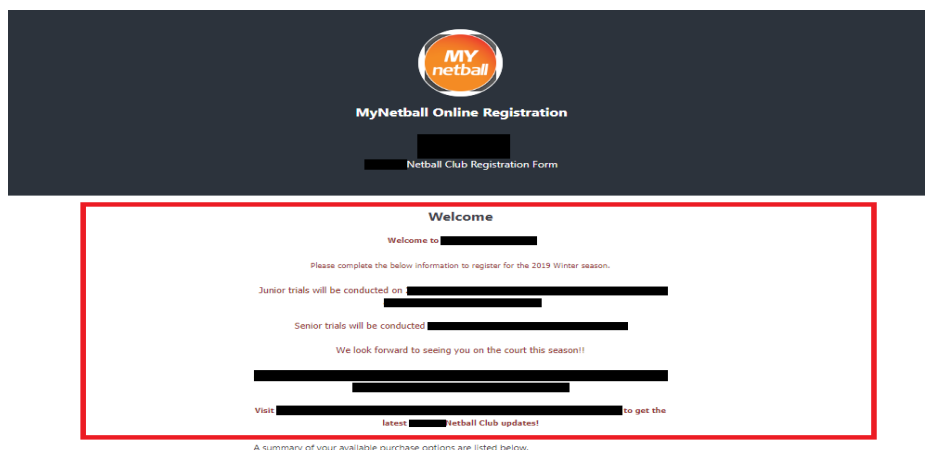 MY
netball
MyNetball Online Registration
Netball Club Registration Form
Welcome
Welcome to
Please complete the below information to register for the 2019 Winter season.
Junior trials will be conducted on
Senior trials will be conducted
We look forward to seeing you on the court this season!!
Visit to get the
latest Netball Club updates!
A summary of your available purchase options are listed below.